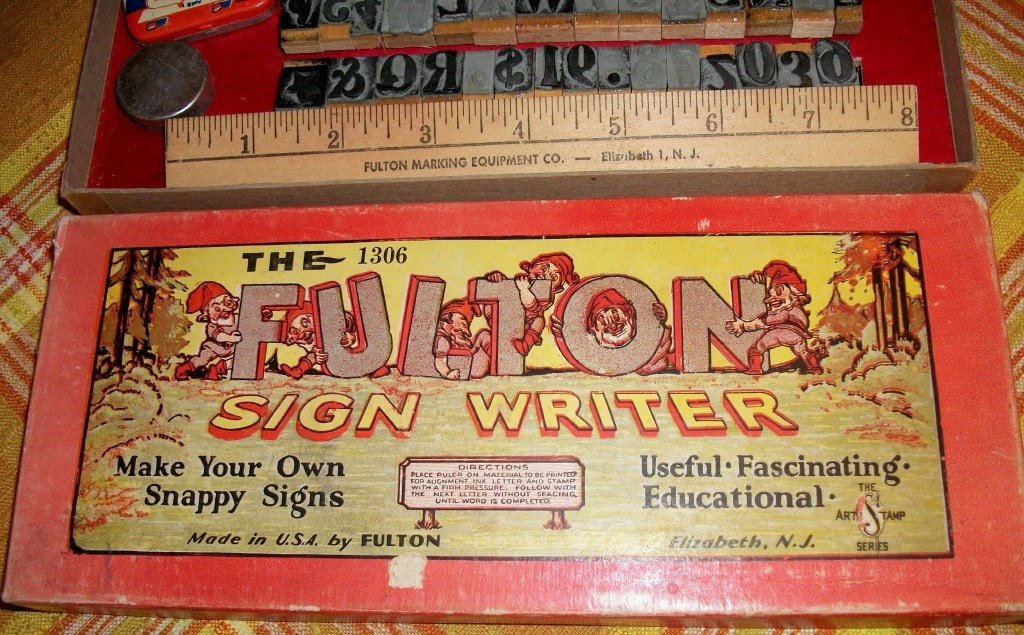 1 2 3 4 5 6 7 8
FULTON MARKING EQUIPMENT CO. — Elizabeth 1, N. J.
THE 1306
FULTON
SIGN WRITER
Make Your Own
Snappy Signs
DIRECTIONS
PLACE RULER ON MATERIAL TO BE PRINTED
FOR ALIGNMENT INK LETTER AND STAMP
WITH A FIRM PRESSURE. FOLLOW WITH
THE NEXT LETTER WITHOUT SPACING
UNTIL WORD IS COMPLETED.
Useful · Fascinating ·
Educational ·
THE
ART STAMP
SERIES
Made in U.S.A. by FULTON
Elizabeth, N.J.